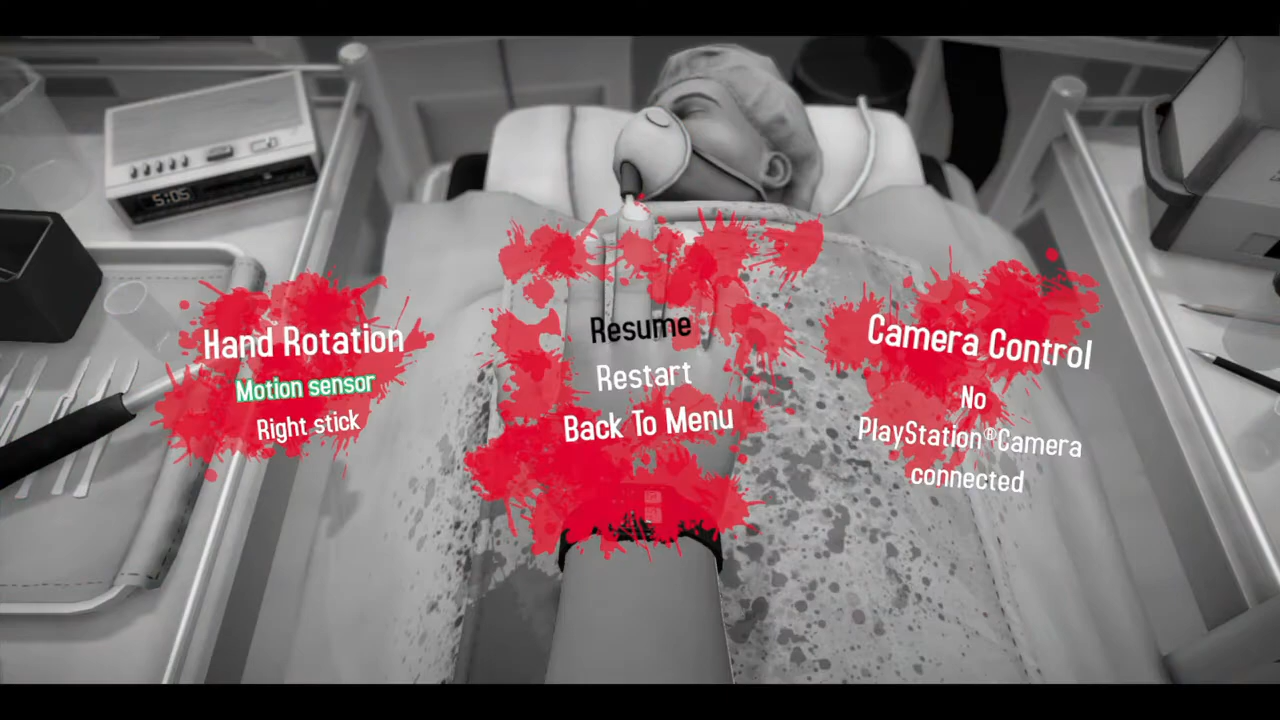 5:05
Hand Rotation
Motion sensor
Right stick
Resume
Restart
Back To Menu
Camera Control
No
PlayStation®Camera
connected